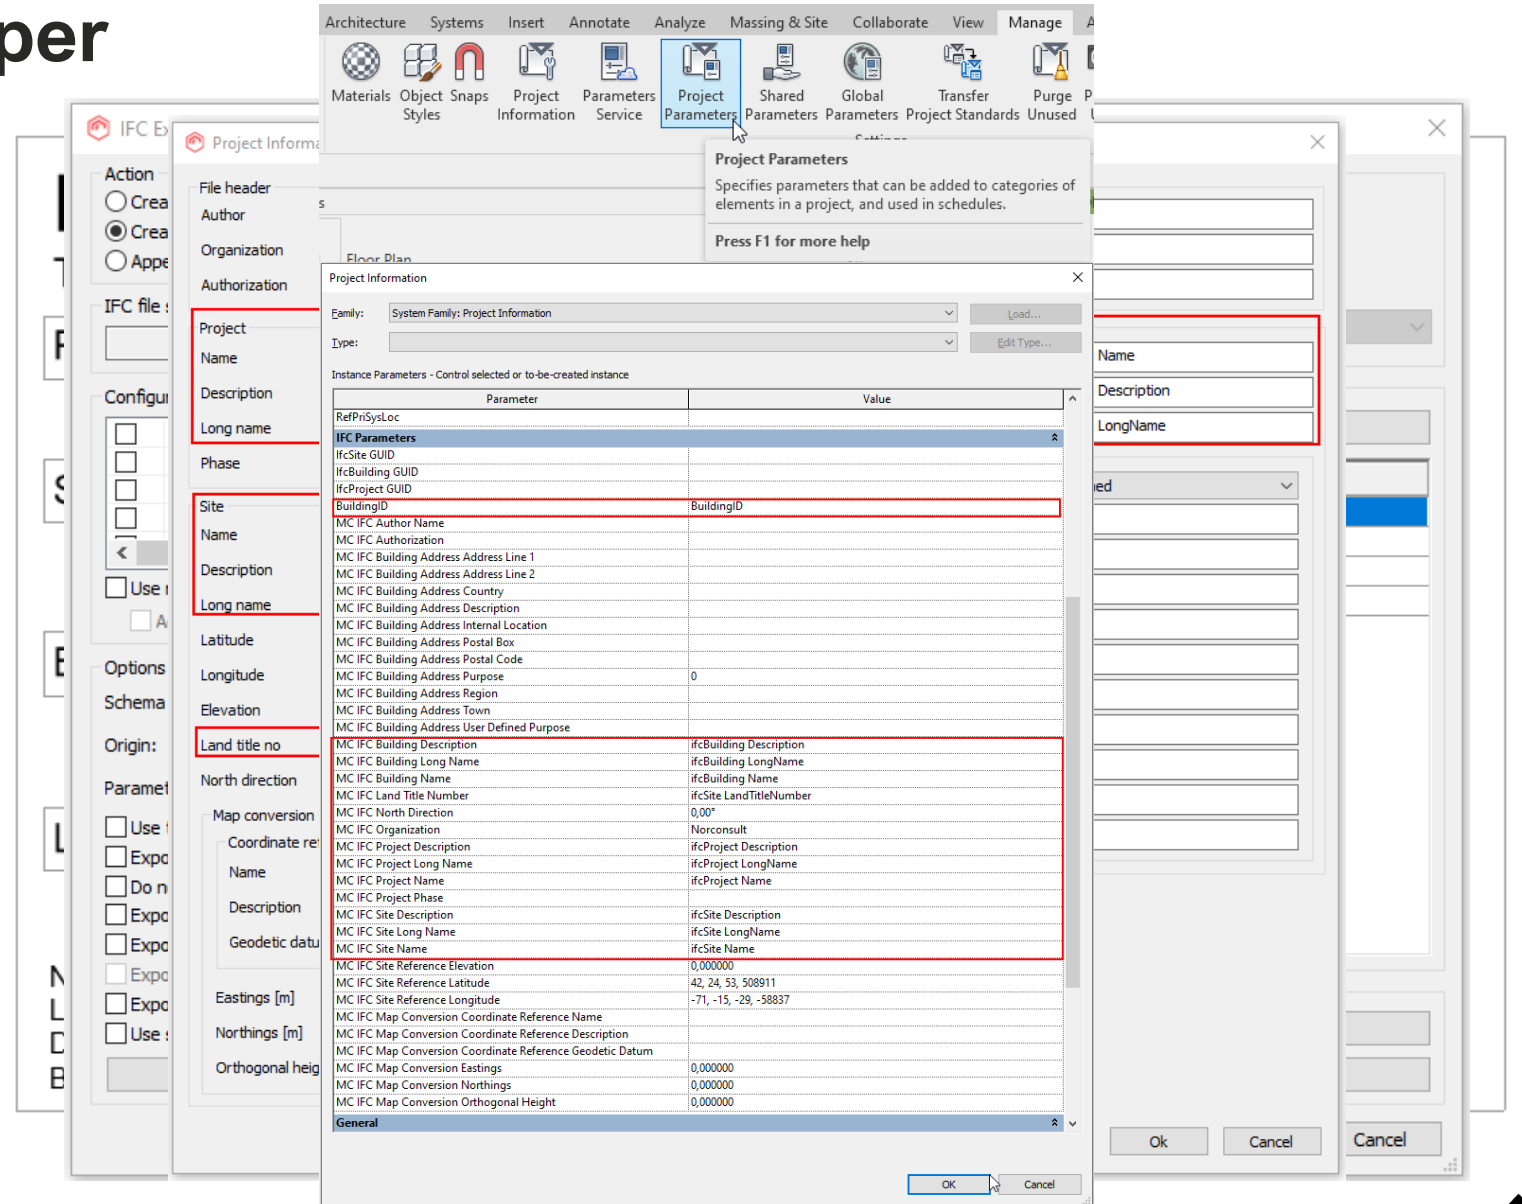 per
Architecture Systems Insert Annotate Analyze Massing & Site Collaborate View Manage A
Materials Object Styles Snaps Project Information Parameters Service Project Parameters Shared Parameters Global Parameters Transfer Project Standards Purge Unused
Project Parameters
Specifies parameters that can be added to categories of
elements in a project, and used in schedules.
Press F1 for more help
IFC Ex
Action
Crea
Crea
Appe
IFC file s
Configu
Use
Options
Schema
Origin:
Paramet
Use
Expo
Do n
Expo
Expo
Expo
Expo
Use
Project Informa
File header
Author
Organization
Authorization
Project
Name
Description
Long name
Phase
Site
Name
Description
Long name
Latitude
Longitude
Elevation
Land title no
North direction
Map conversion
Coordinate re
Name
Description
Geodetic datu
Eastings [m]
Northings [m]
Orthogonal heig
Floor Plan
Project Information
Family: System Family: Project Information Load...
Type: Edit Type...
Instance Parameters - Control selected or to-be-created instance
Parameter Value
RefPriSysLoc
IFC Parameters
IfcSite GUID
IfcBuilding GUID
IfcProject GUID
BuildingID BuildingID
MC IFC Author Name
MC IFC Authorization
MC IFC Building Address Address Line 1
MC IFC Building Address Address Line 2
MC IFC Building Address Country
MC IFC Building Address Description
MC IFC Building Address Internal Location
MC IFC Building Address Postal Box
MC IFC Building Address Postal Code
MC IFC Building Address Purpose 0
MC IFC Building Address Region
MC IFC Building Address Town
MC IFC Building Address User Defined Purpose
MC IFC Building Description ifcBuilding Description
MC IFC Building Long Name ifcBuilding LongName
MC IFC Building Name ifcBuilding Name
MC IFC Land Title Number ifcSite LandTitleNumber
MC IFC North Direction 0,00°
MC IFC Organization Norconsult
MC IFC Project Description ifcProject Description
MC IFC Project Long Name ifcProject LongName
MC IFC Project Name ifcProject Name
MC IFC Project Phase
MC IFC Site Description ifcSite Description
MC IFC Site Long Name ifcSite LongName
MC IFC Site Name ifcSite Name
MC IFC Site Reference Elevation 0,000000
MC IFC Site Reference Latitude 42, 24, 53, 508911
MC IFC Site Reference Longitude -71, -15, -29, -58837
MC IFC Map Conversion Coordinate Reference Name
MC IFC Map Conversion Coordinate Reference Description
MC IFC Map Conversion Coordinate Reference Geodetic Datum
MC IFC Map Conversion Eastings 0,000000
MC IFC Map Conversion Northings 0,000000
MC IFC Map Conversion Orthogonal Height 0,000000
General
OK Cancel
Name
Description
LongName
ned
Ok Cancel
Cancel